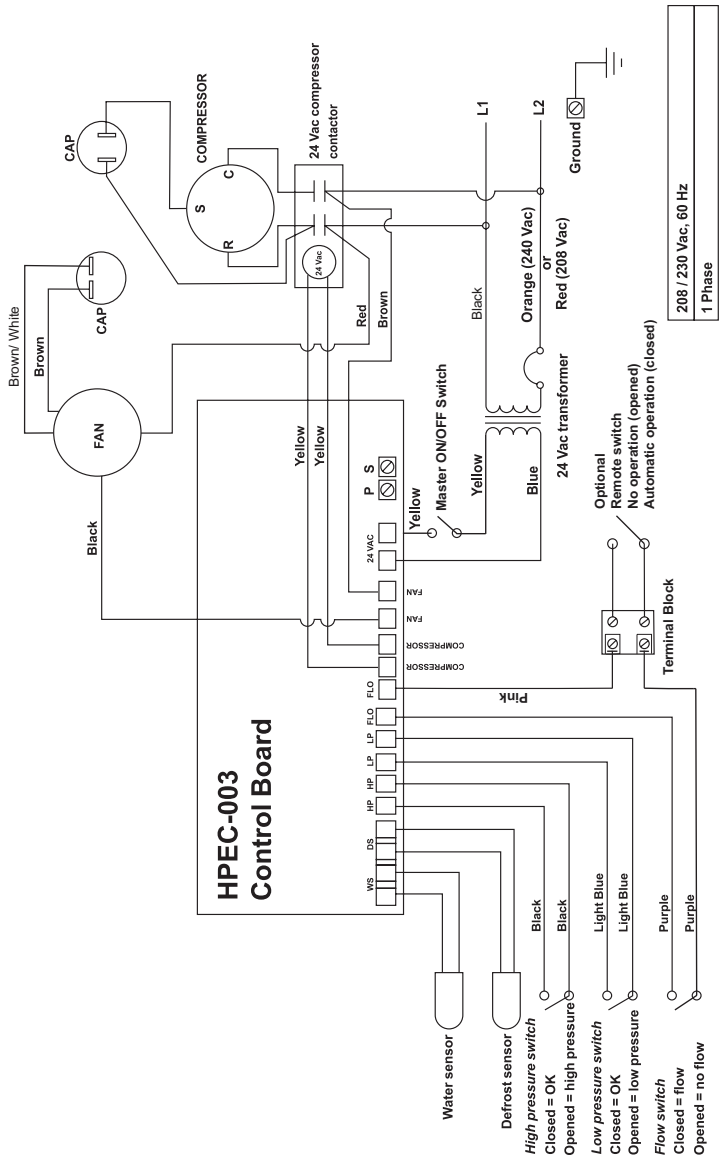 CAP
COMPRESSOR
S
C
R
24 Vac compressor
contactor
24 Vac
L1
L2
Ground
208 / 230 Vac, 60 Hz
1 Phase
Brown/ White
Brown
CAP
FAN
Red
Brown
Black
Orange (240 Vac)
or
Red (208 Vac)
24 Vac transformer
Black
Yellow
Yellow
P
S
Yellow
Master ON/OFF Switch
Yellow
Blue
Optional
Remote switch
No operation (opened)
Automatic operation (closed)
Terminal Block
Pink
HPEC-003
Control Board
WS
DS
HP
HP
LP
LP
FLO
FLO
COMPRESSOR
COMPRESSOR
FAN
FAN
24 VAC
Black
Black
Light Blue
Light Blue
Purple
Purple
Water sensor
Defrost sensor
High pressure switch
Closed = OK
Opened = high pressure
Low pressure switch
Closed = OK
Opened = low pressure
Flow switch
Closed = flow
Opened = no flow